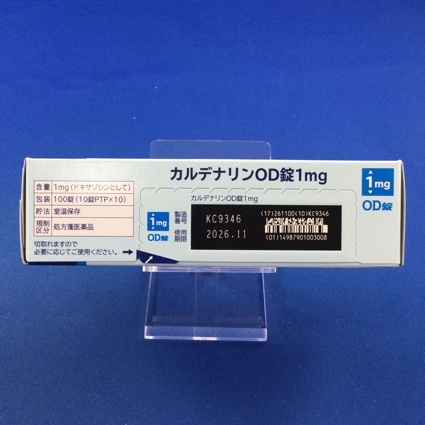 カルデナリンOD錠1mg
含量 1mg(ドキサゾシンとして)
包装 100錠(10錠PTP×10)
貯法 室温保存
規制区分 処方箋医薬品
切取れますので
必要に応じてご使用ください。
カルデナリンOD錠1mg
1mg
OD錠
製造番号 KC9346
使用期限 2026.11
(17)261100(10)KC9346
(01)14987901003008
1mg
OD錠